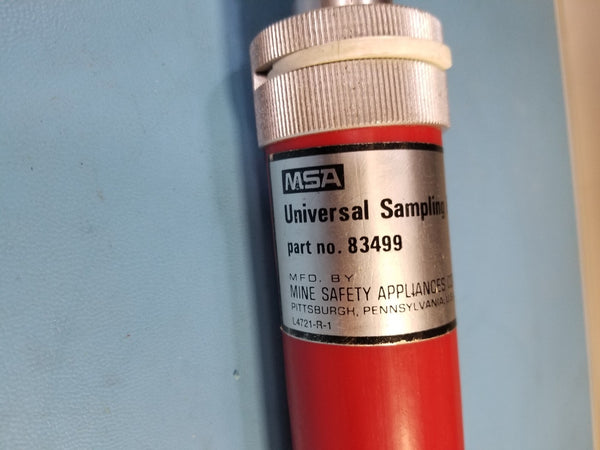 MSA
Universal Sampling
part no. 83499
MFD. BY
MINE SAFETY APPLIANCES
PITTSBURGH, PENNSYLVANIA, U.S.
L4721-R-1